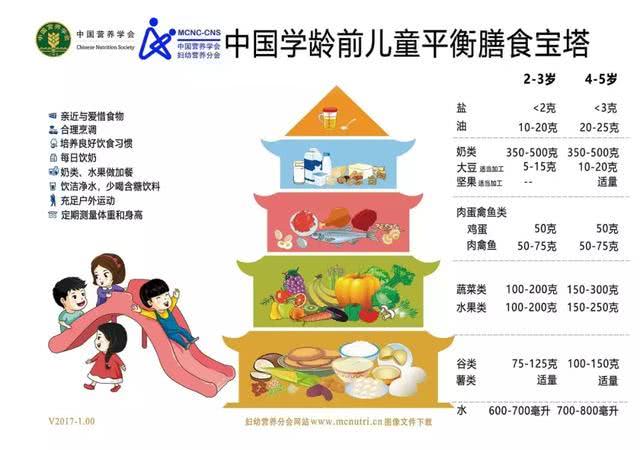 中国营养学会
Chinese Nutrition Society
MCNC-CNS
中国营养学会
妇幼营养分会
中国学龄前儿童平衡膳食宝塔
2-3岁 4-5岁
亲近与爱惜食物
合理烹调
培养良好饮食习惯
每日饮奶
奶类、水果做加餐
饮洁净水，少喝含糖饮料
充足户外运动
定期测量体重和身高
盐 <2克 <3克
油 10-20克 20-25克
奶类 350-500克 350-500克
大豆 适当加工 5-15克 10-20克
坚果 适当加工 -- 适量
肉蛋禽鱼类
鸡蛋 50克 50克
肉禽鱼 50-75克 50-75克
蔬菜类 100-200克 150-300克
水果类 100-200克 150-250克
谷类 75-125克 100-150克
薯类 适量 适量
水 600-700毫升 700-800毫升
V2017-1.00
妇幼营养分会网站www.mcnutri.cn图像文件下载